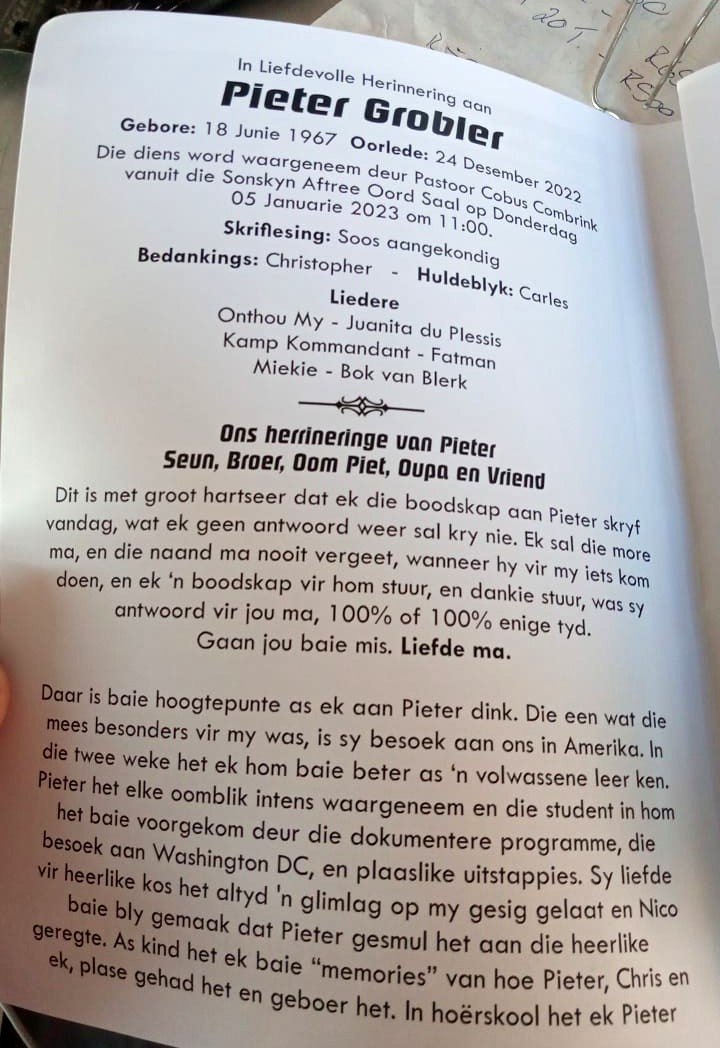 20T.
R500
In Liefdevolle Herinnering aan
Pieter Grobler
Gebore: 18 Junie 1967 Oorlede: 24 Desember 2022
Die diens word waargeneem deur Pastoor Cobus Combrink
vanuit die Sonskyn Aftree Oord Saal op Donderdag
05 Januarie 2023 om 11:00.
Skriflesing: Soos aangekondig
Bedankings: Christopher - Huldeblyk: Carles
Liedere
Onthou My - Juanita du Plessis
Kamp Kommandant - Fatman
Miekie - Bok van Blerk
Ons herrineringe van Pieter
Seun, Broer, Oom Piet, Oupa en Vriend
Dit is met groot hartseer dat ek die boodskap aan Pieter skryf
vandag, wat ek geen antwoord weer sal kry nie. Ek sal die more
ma, en die naand ma nooit vergeet, wanneer hy vir my iets kom
doen, en ek ‘n boodskap vir hom stuur, en dankie stuur, was sy
antwoord vir jou ma, 100% of 100% enige tyd.
Gaan jou baie mis. Liefde ma.
Daar is baie hoogtepunte as ek aan Pieter dink. Die een wat die
mees besonders vir my was, is sy besoek aan ons in Amerika. In
die twee weke het ek hom baie beter as ‘n volwassene leer ken.
Pieter het elke oomblik intens waargeneem en die student in hom
het baie voorgekom deur die dokumentere programme, die
besoek aan Washington DC, en plaaslike uitstappies. Sy liefde
vir heerlike kos het altyd 'n glimlag op my gesig gelaat en Nico
baie bly gemaak dat Pieter gesmul het aan die heerlike
geregte. As kind het ek baie “memories” van hoe Pieter, Chris en
ek, plase gehad het en geboer het. In hoërskool het ek Pieter